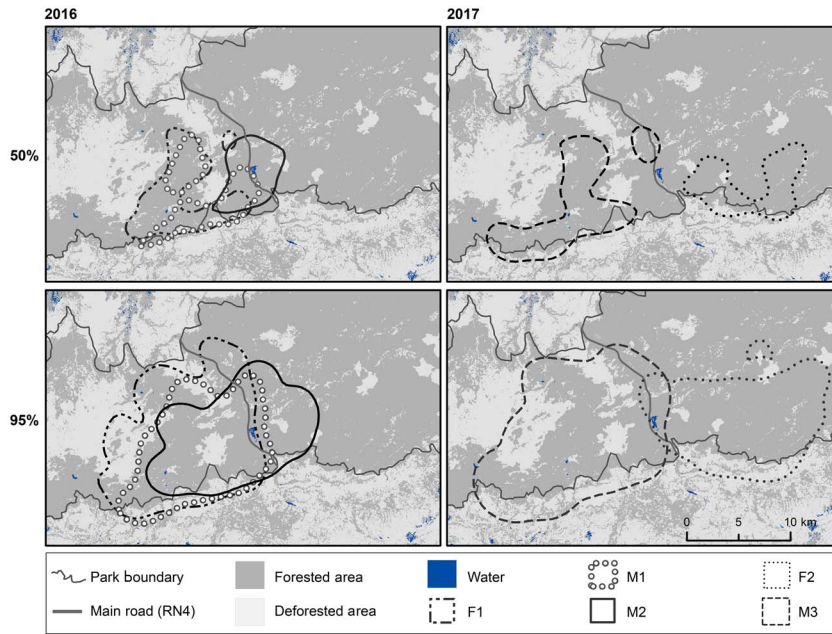 2016
2017
50%
95%
0 5 10 km
Park boundary
Forested area
Water
M1
F2
Main road (RN4)
Deforested area
F1
M2
M3